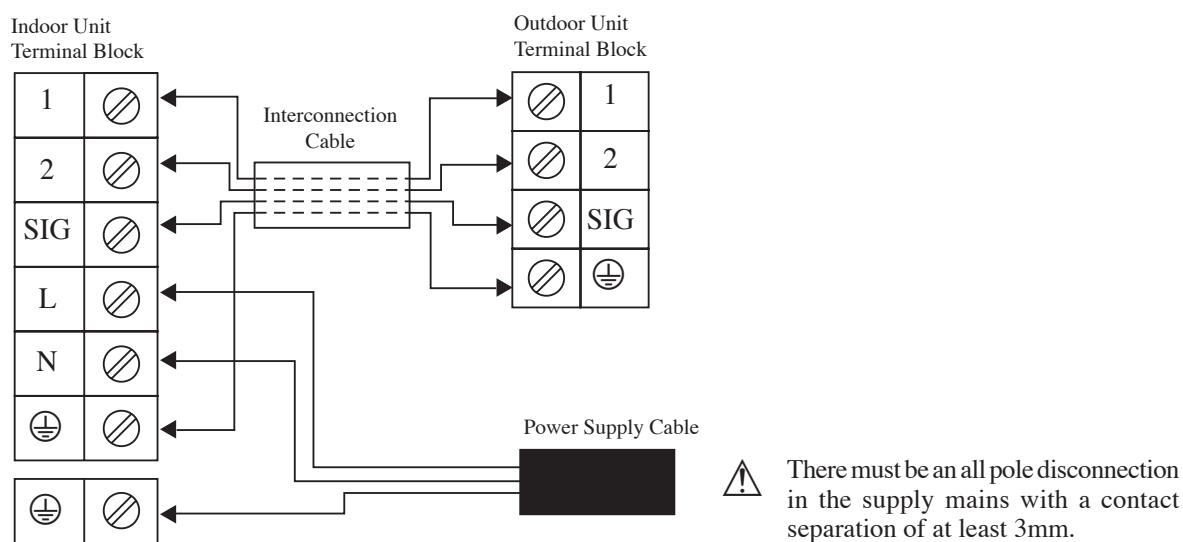 Indoor Unit
Terminal Block
Outdoor Unit
Terminal Block
1
2
SIG
L
N
Interconnection
Cable
1
2
SIG
Power Supply Cable
There must be an all pole disconnection
in the supply mains with a contact
separation of at least 3mm.